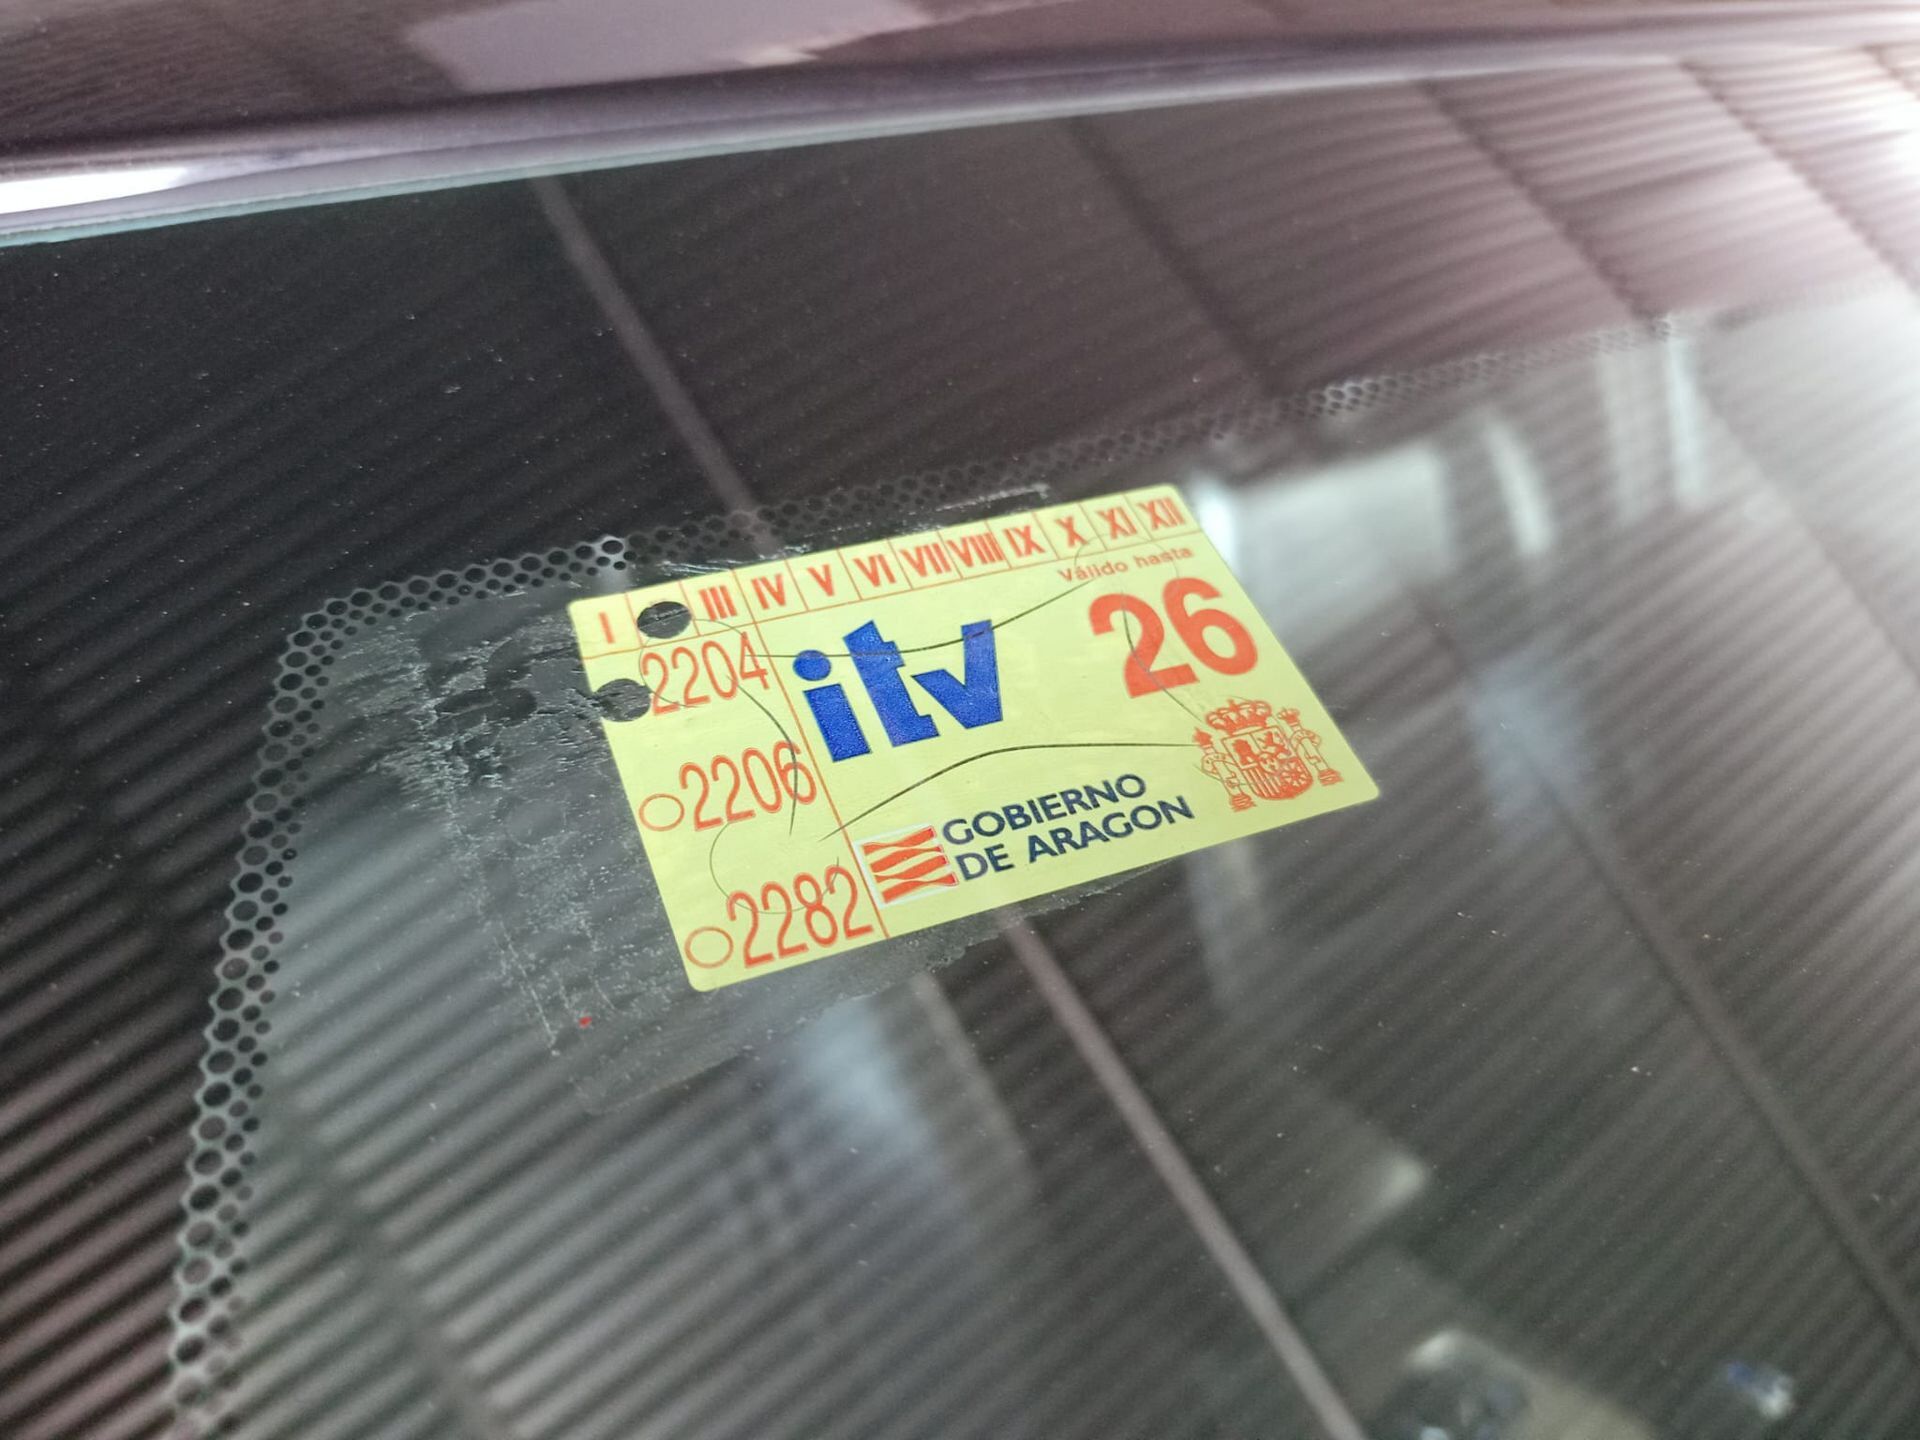 I III IV V VI VII VIII IX X XI XII
Válido hasta
2204
itv
26
2206
GOBIERNO
DE ARAGON
2282